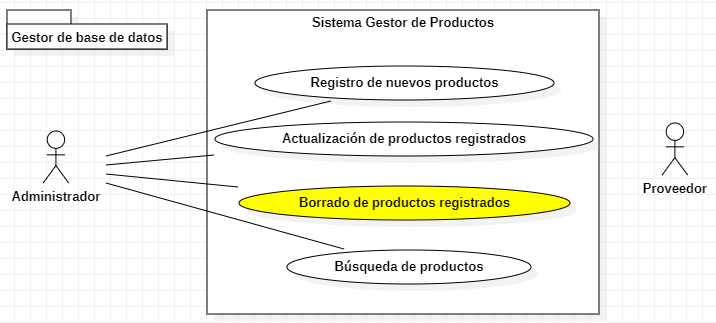 Sistema Gestor de Productos
Gestor de base de datos
Registro de nuevos productos
Actualización de productos registrados
Administrador
Proveedor
Borrado de productos registrados
Búsqueda de productos